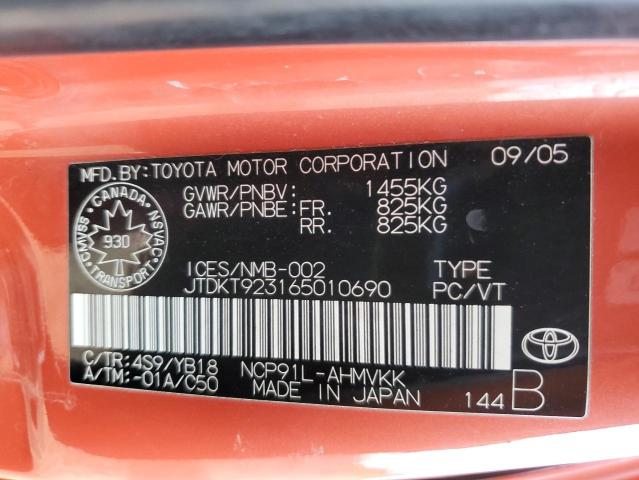 MFD.BY:TOYOTA MOTOR CORPORATION 09/05
GVWR/PNBV: 1455KG
GAWR/PNBE:FR. 825KG
RR. 825KG
CANADA
CMVSS NSVAC
930
TRANSPORT
ICES/NMB-002 TYPE
JTDKT923165010690 PC/VT
C/TR:4S9/YB18 NCP91L-AHMVKK
A/TM:-01A/C50 MADE IN JAPAN 144 B